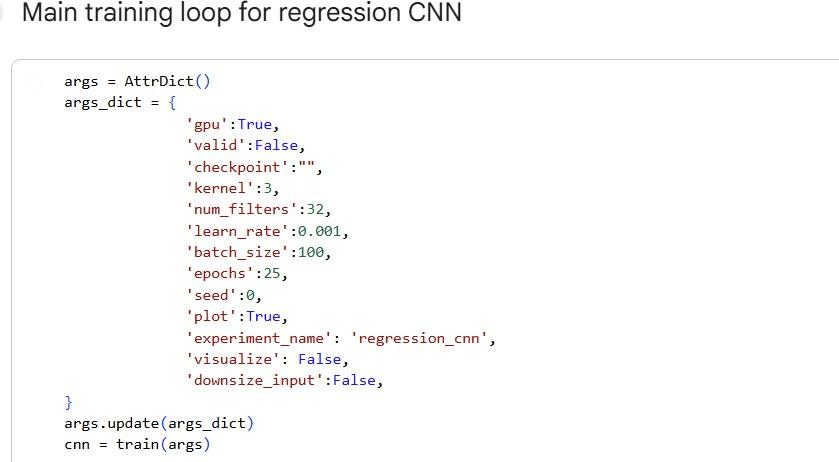 Main training loop for regression CNN
args = AttrDict()
args_dict = {
'gpu':True,
'valid':False,
'checkpoint':"",
'kernel':3,
'num_filters':32,
'learn_rate':0.001,
'batch_size':100,
'epochs':25,
'seed':0,
'plot':True,
'experiment_name': 'regression_cnn',
'visualize': False,
'downsize_input':False,
}
args.update(args_dict)
cnn = train(args)